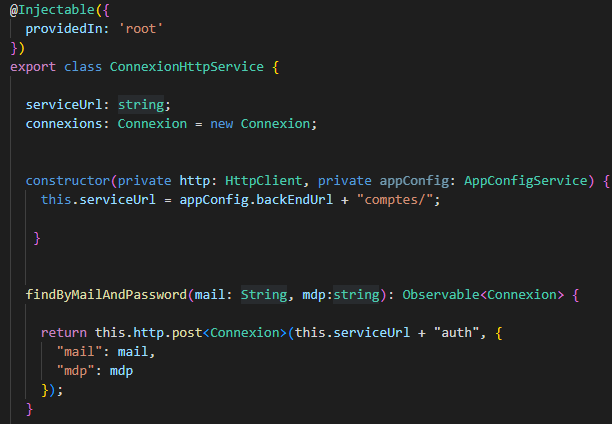 @Injectable({
  providedIn: 'root'
})
export class ConnexionHttpService {
  serviceUrl: string;
  connexions: Connexion = new Connexion;
  constructor(private http: HttpClient, private appConfig: AppConfigService) {
    this.serviceUrl = appConfig.backEndUrl + "comptes/";
   }
  findByMailAndPassword(mail: String, mdp:string): Observable<Connexion> {
    return this.http.post<Connexion>(this.serviceUrl + "auth", {
      "mail": mail,
      "mdp": mdp
    });
  }